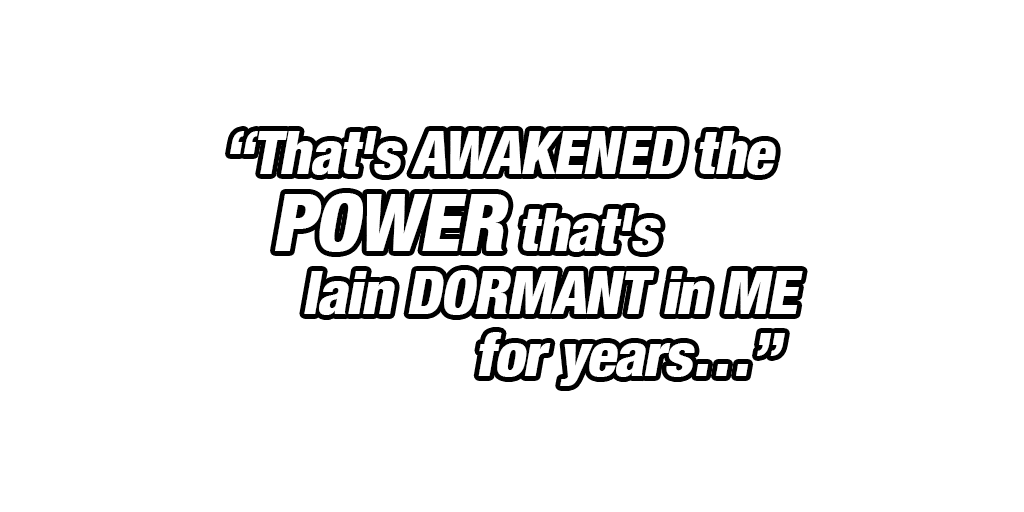 “That's AWAKENED the
POWER that's
lain DORMANT in ME
for years...”